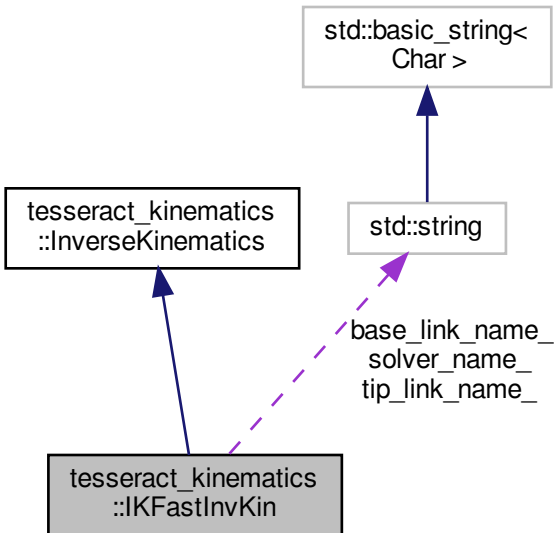 std::basic_string<
Char >
tesseract_kinematics
::InverseKinematics
std::string
base_link_name_
solver_name_
tip_link_name_
tesseract_kinematics
::IKFastInvKin